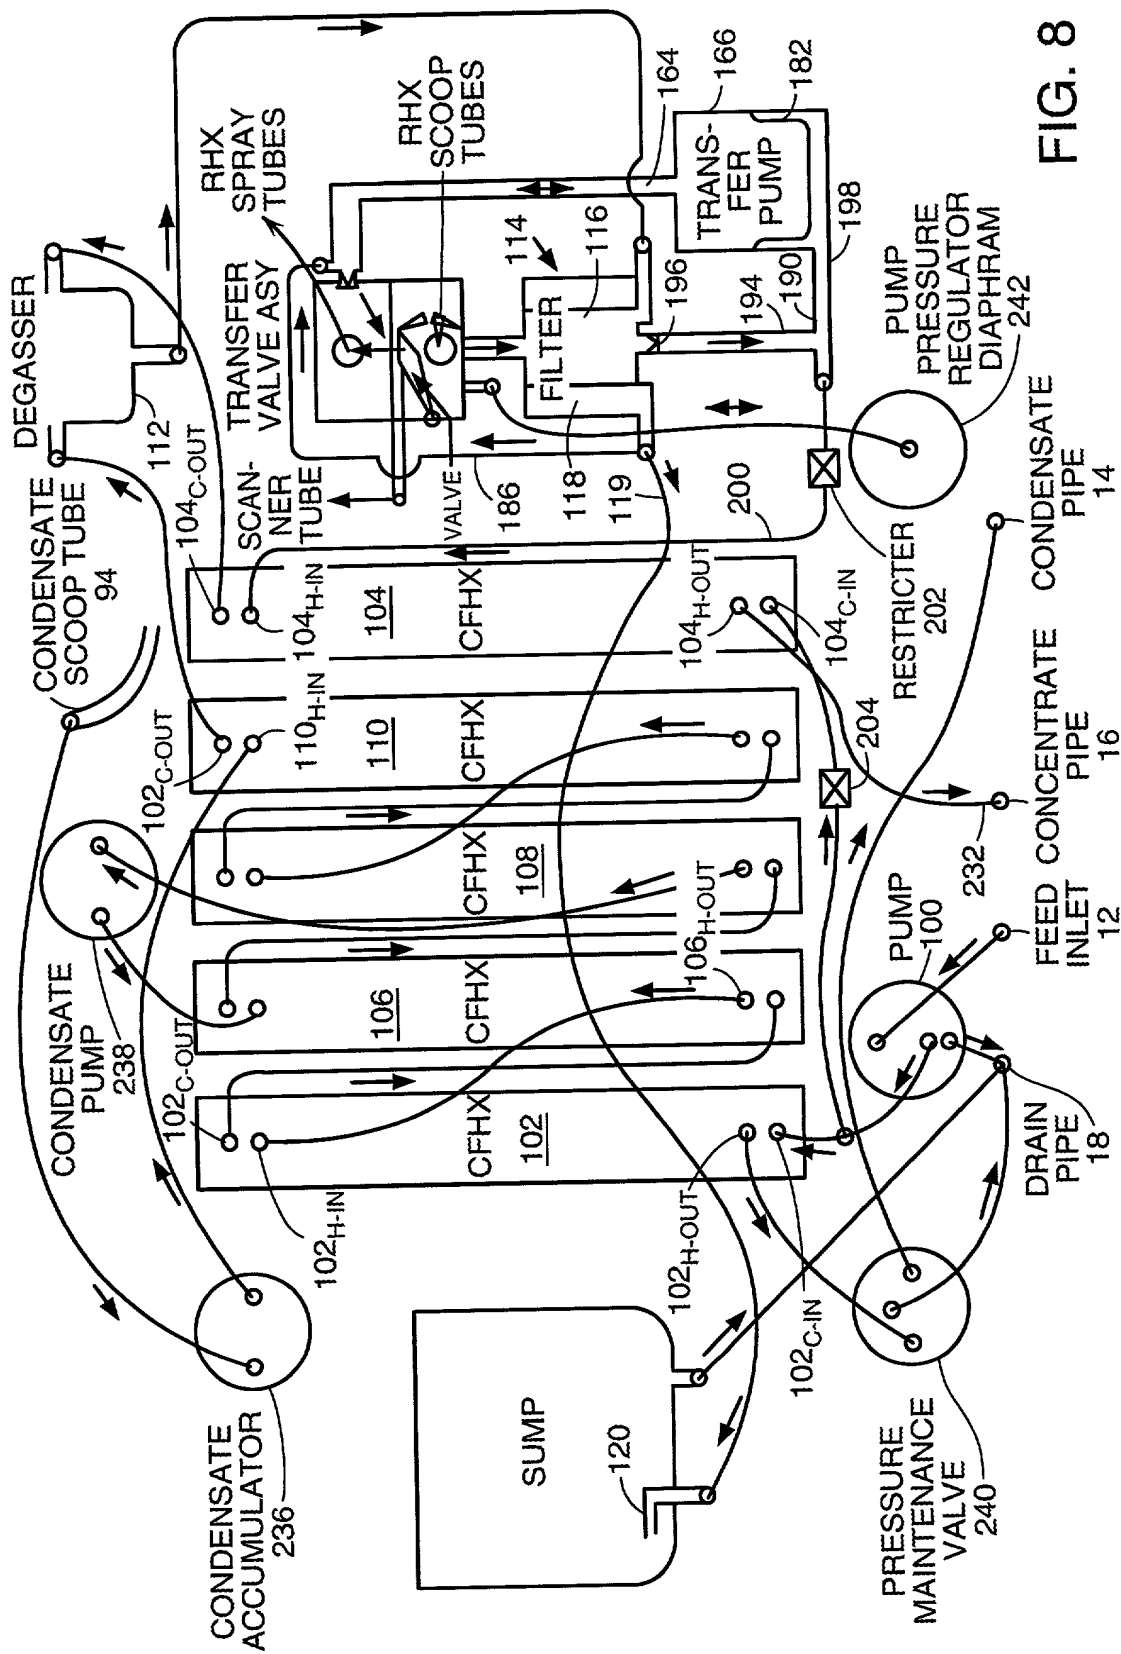 CONDENSATE
ACCUMULATOR
236
CONDENSATE
PUMP
238
CONDENSATE
SCOOP TUBE
94
DEGASSER
112
104C-OUT
102C-OUT
102C-OUT
102H-IN
110H-IN
104H-IN
SCAN-
NER
TUBE
TRANSFER
VALVE ASY
RHX
SPRAY
TUBES
RHX
SCOOP
TUBES
VALVE
186
114
FILTER
116
118
119
164
166
TRANS-
FER
PUMP
182
SUMP
120
CFHX
102
CFHX
106
CFHX
108
CFHX
110
CFHX
104
196
194
190
198
200
102H-OUT
102C-IN
106H-OUT
104H-OUT
104C-IN
204
RESTRICTER
202
PUMP
PRESSURE
REGULATOR
DIAPHRAM
242
PRESSURE
MAINTENANCE
VALVE
240
DRAIN
PIPE
18
PUMP
100
FEED
INLET
12
232
CONCENTRATE
PIPE
16
CONDENSATE
PIPE
14
FIG. 8